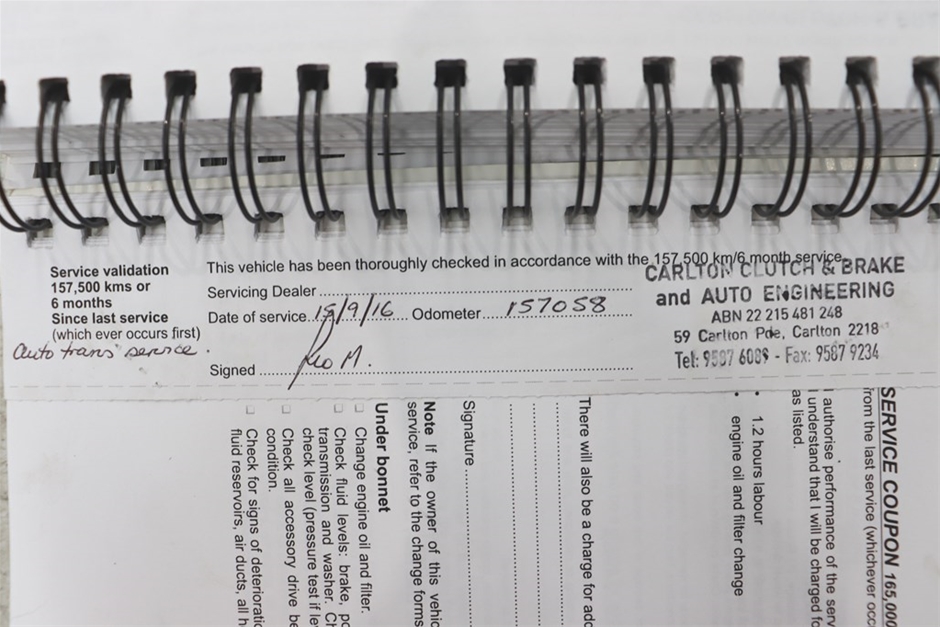 Service validation
157,500 kms or
6 months
Since last service
(which ever occurs first)
Auto trans service.
This vehicle has been thoroughly checked in accordance with the 157,500 km/6 month service.
Servicing Dealer
Date of service 15/9/16 Odometer 157058
Signed M.
CARLTON CLUTCH & BRAKE
and AUTO ENGINEERING
ABN 22 215 481 248
59 Carlton Pde, Carlton 2218
Tel: 9587 6089 - Fax: 9587 9234
SERVICE COUPON 165,000
from the last service (whichever occ
I authorise performance of the serv
I understand that I will be charged fo
as listed.
• 1.2 hours labour
• engine oil and filter change
There will also be a charge for add
Signature
Note If the owner of this vehic
service, refer to the change forms
Under bonnet
Change engine oil and filter.
Check fluid levels: brake, po
transmission and washer. Ch
check level (pressure test if le
Check all accessory drive be
condition.
Check for signs of deterioratio
fluid reservoirs, air ducts, all h